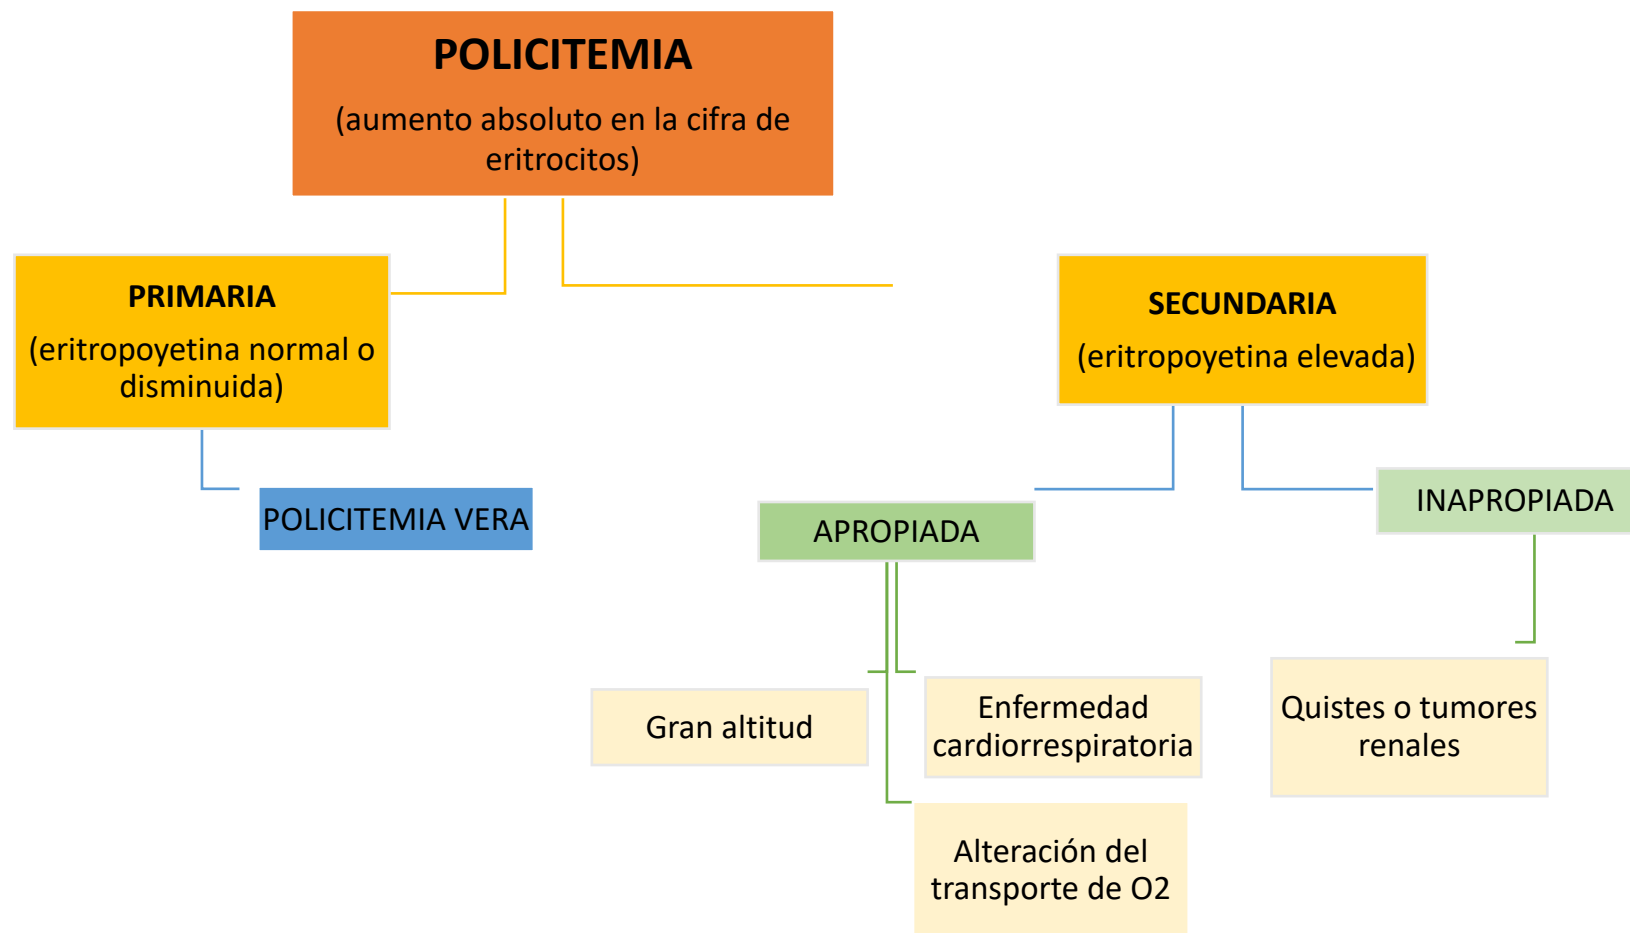 POLICITEMIA
(aumento absoluto en la cifra de
eritrocitos)
PRIMARIA
(eritropoyetina normal o
disminuida)
SECUNDARIA
(eritropoyetina elevada)
POLICITEMIA VERA
APROPIADA
INAPROPIADA
Gran altitud
Enfermedad
cardiorrespiratoria
Quistes o tumores
renales
Alteración del
transporte de O2